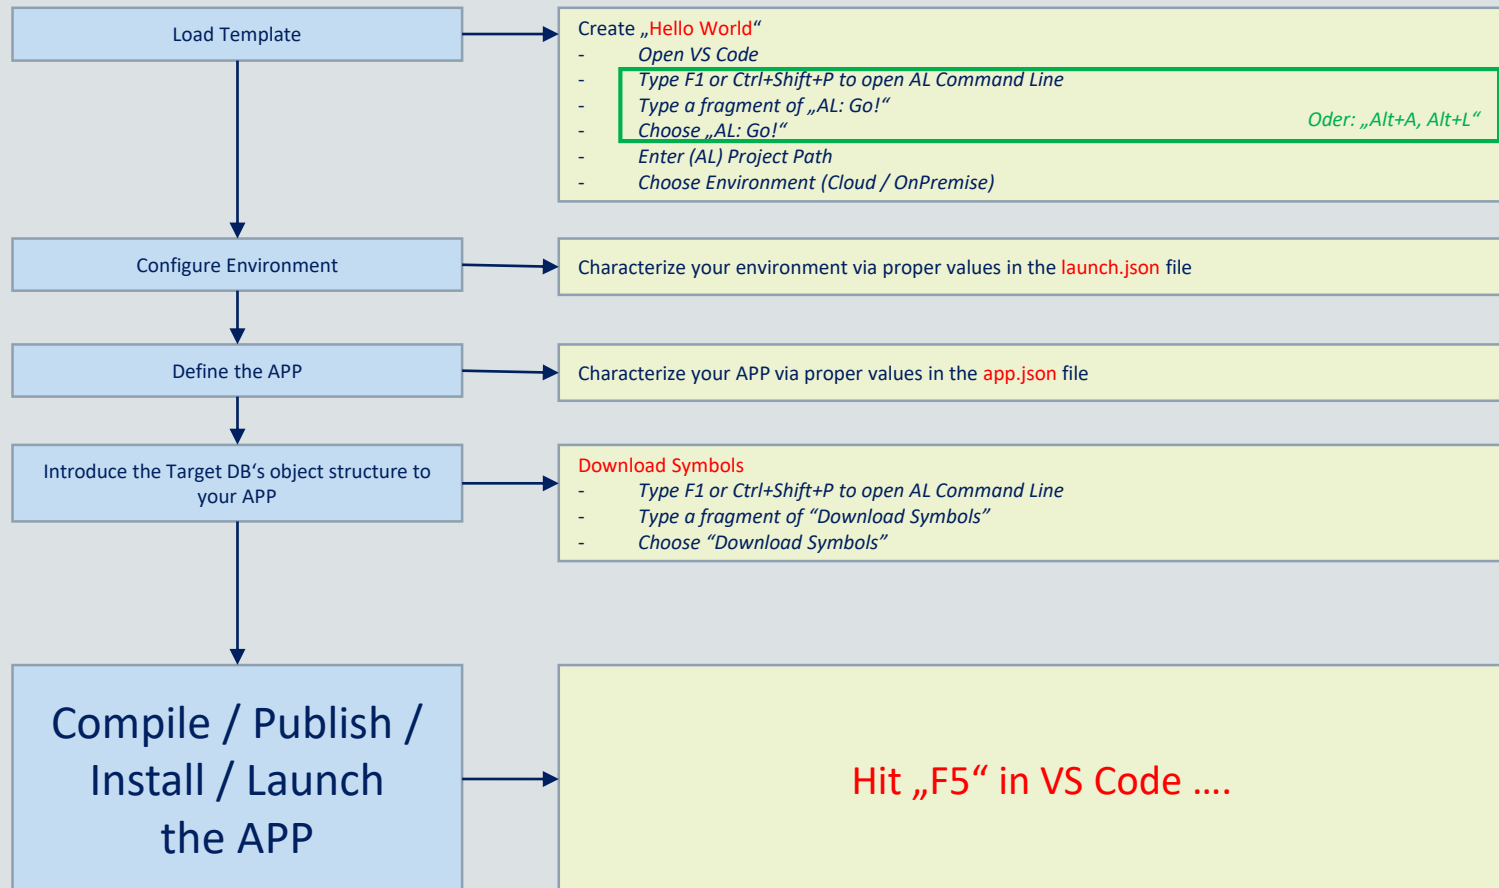 Load Template
Create „Hello World“
- Open VS Code
- Type F1 or Ctrl+Shift+P to open AL Command Line
- Type a fragment of „AL: Go!“
- Choose „AL: Go!“
Oder: „Alt+A, Alt+L“
- Enter (AL) Project Path
- Choose Environment (Cloud / OnPremise)
Configure Environment
Characterize your environment via proper values in the launch.json file
Define the APP
Characterize your APP via proper values in the app.json file
Introduce the Target DB‘s object structure to
your APP
Download Symbols
- Type F1 or Ctrl+Shift+P to open AL Command Line
- Type a fragment of “Download Symbols”
- Choose “Download Symbols”
Compile / Publish /
Install / Launch
the APP
Hit „F5“ in VS Code ….